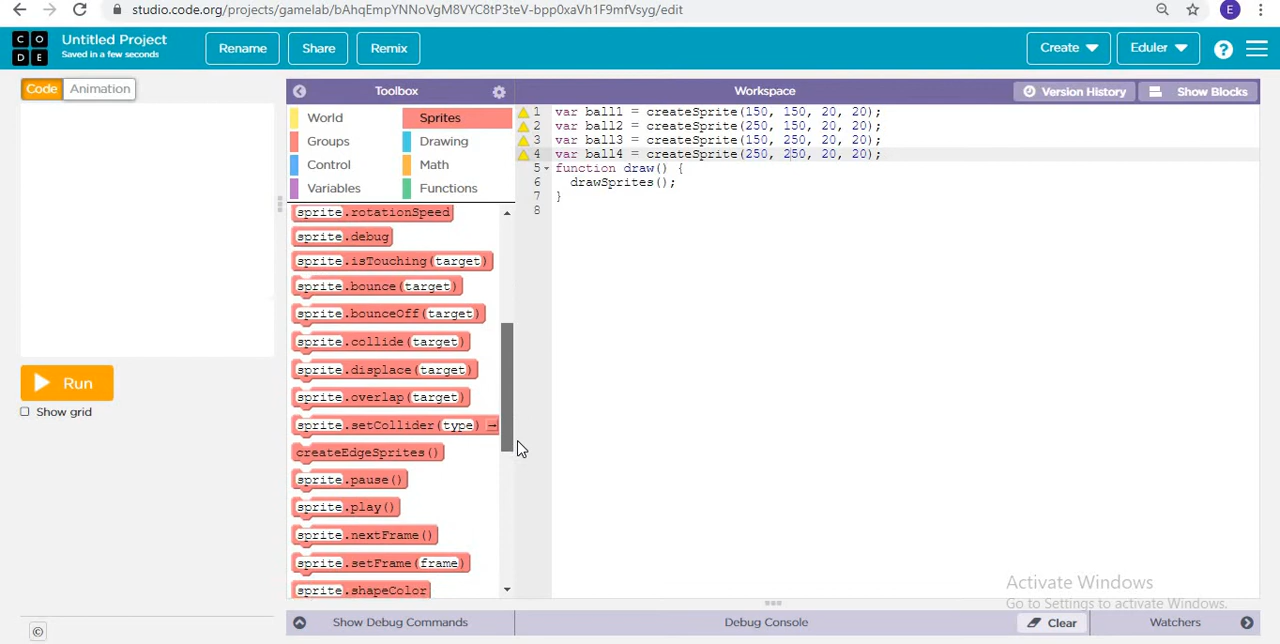 studio.code.org/projects/gamelab/bAhqEmpYNNoVgM8VYC8tP3teV-bpp0xaVh1F9mfVsyg/edit
E
C O D E
Untitled Project
Saved in a few seconds
Rename
Share
Remix
Create
Eduler
?
Code
Animation
Toolbox
Workspace
Version History
Show Blocks
World
Sprites
Groups
Drawing
Control
Math
Variables
Functions
sprite.rotationSpeed
sprite.debug
sprite.isTouching(target)
sprite.bounce(target)
sprite.bounceOff(target)
sprite.collide(target)
sprite.displace(target)
sprite.overlap(target)
sprite.setCollider(type)
createEdgeSprites()
sprite.pause()
sprite.play()
sprite.nextFrame()
sprite.setFrame(frame)
sprite.shapeColor
1 var ball1 = createSprite(150, 150, 20, 20);
2 var ball2 = createSprite(250, 150, 20, 20);
3 var ball3 = createSprite(150, 250, 20, 20);
4 var ball4 = createSprite(250, 250, 20, 20);
5 function draw() {
6 drawSprites();
7 }
8
Run
Show grid
Activate Windows
Go to Settings to activate Windows.
©
Show Debug Commands
Debug Console
Clear
Watchers